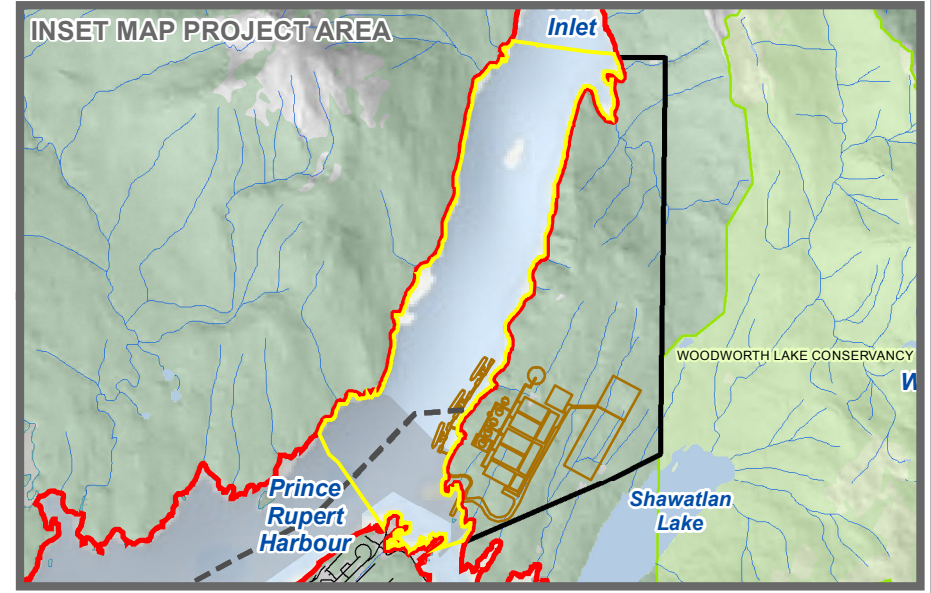 INSET MAP PROJECT AREA
Inlet
WOODWORTH LAKE CONSERVANCY
W
Prince
Rupert
Harbour
Shawatlan
Lake